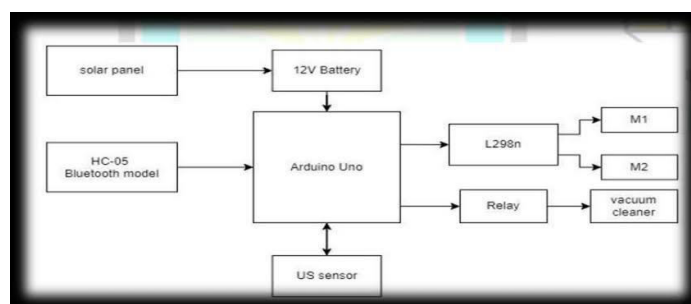 solar panel
12V Battery
HC-05
Bluetooth model
Arduino Uno
L298n
M1
M2
Relay
vacuum
cleaner
US sensor